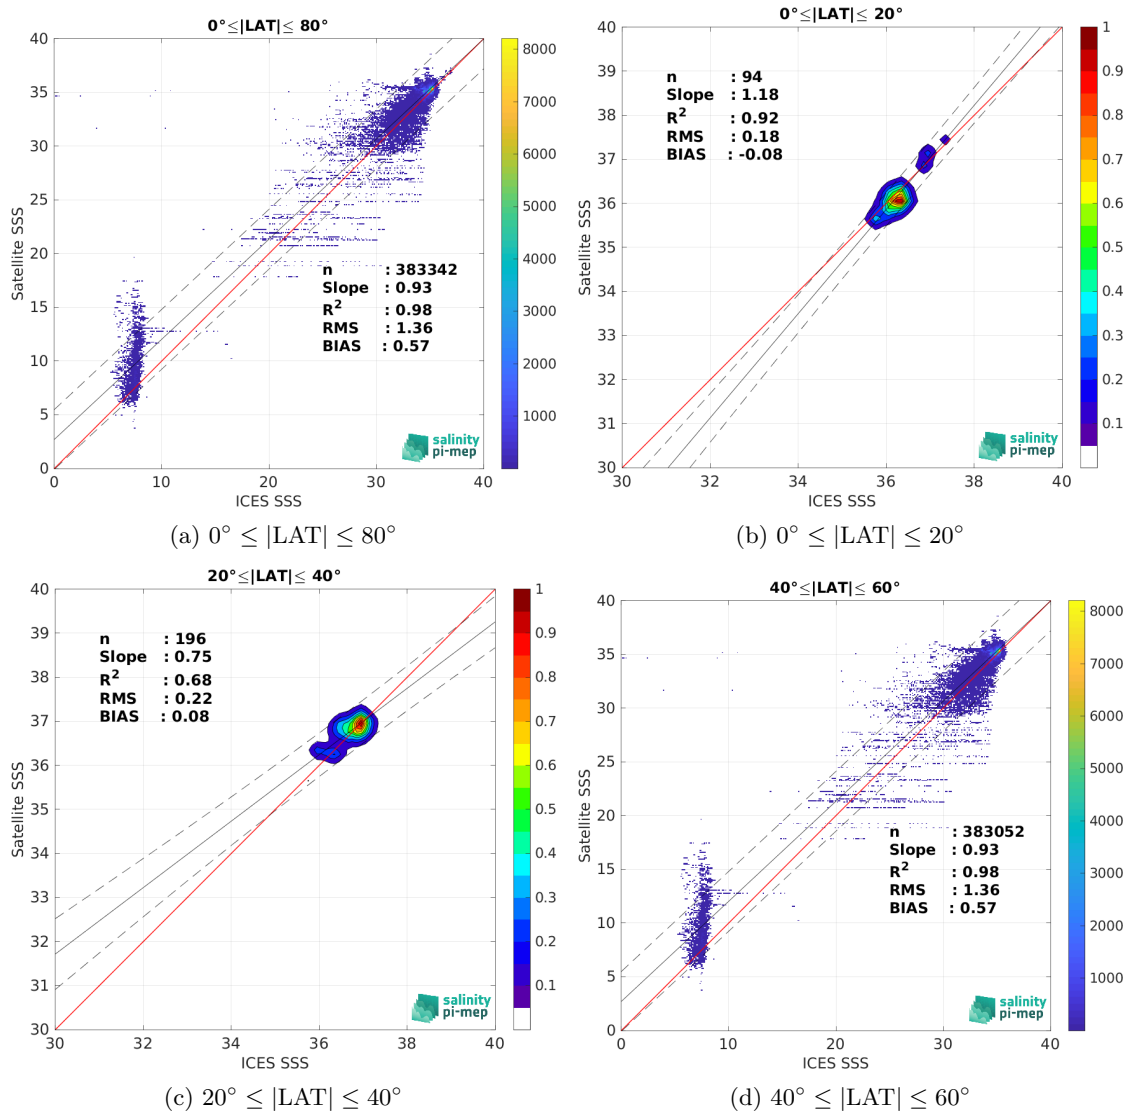 0°≤|LAT|≤ 80°
40
35
30
25
20
15
10
5
0
Satellite SSS
0
10
20
30
40
ICES SSS
n : 383342
Slope : 0.93
R² : 0.98
RMS : 1.36
BIAS : 0.57
salinity
pi-mep
8000
7000
6000
5000
4000
3000
2000
1000
(a) 0° ≤ |LAT| ≤ 80°
0°≤|LAT|≤ 20°
40
39
38
37
36
35
34
33
32
31
30
Satellite SSS
30
32
34
36
38
40
ICES SSS
n : 94
Slope : 1.18
R² : 0.92
RMS : 0.18
BIAS : -0.08
salinity
pi-mep
1
0.9
0.8
0.7
0.6
0.5
0.4
0.3
0.2
0.1
(b) 0° ≤ |LAT| ≤ 20°
20°≤|LAT|≤ 40°
40
39
38
37
36
35
34
33
32
31
30
Satellite SSS
30
32
34
36
38
40
ICES SSS
n : 196
Slope : 0.75
R² : 0.68
RMS : 0.22
BIAS : 0.08
salinity
pi-mep
1
0.9
0.8
0.7
0.6
0.5
0.4
0.3
0.2
0.1
(c) 20° ≤ |LAT| ≤ 40°
40°≤|LAT|≤ 60°
40
35
30
25
20
15
10
5
0
Satellite SSS
0
10
20
30
40
ICES SSS
n : 383052
Slope : 0.93
R² : 0.98
RMS : 1.36
BIAS : 0.57
salinity
pi-mep
8000
7000
6000
5000
4000
3000
2000
1000
(d) 40° ≤ |LAT| ≤ 60°